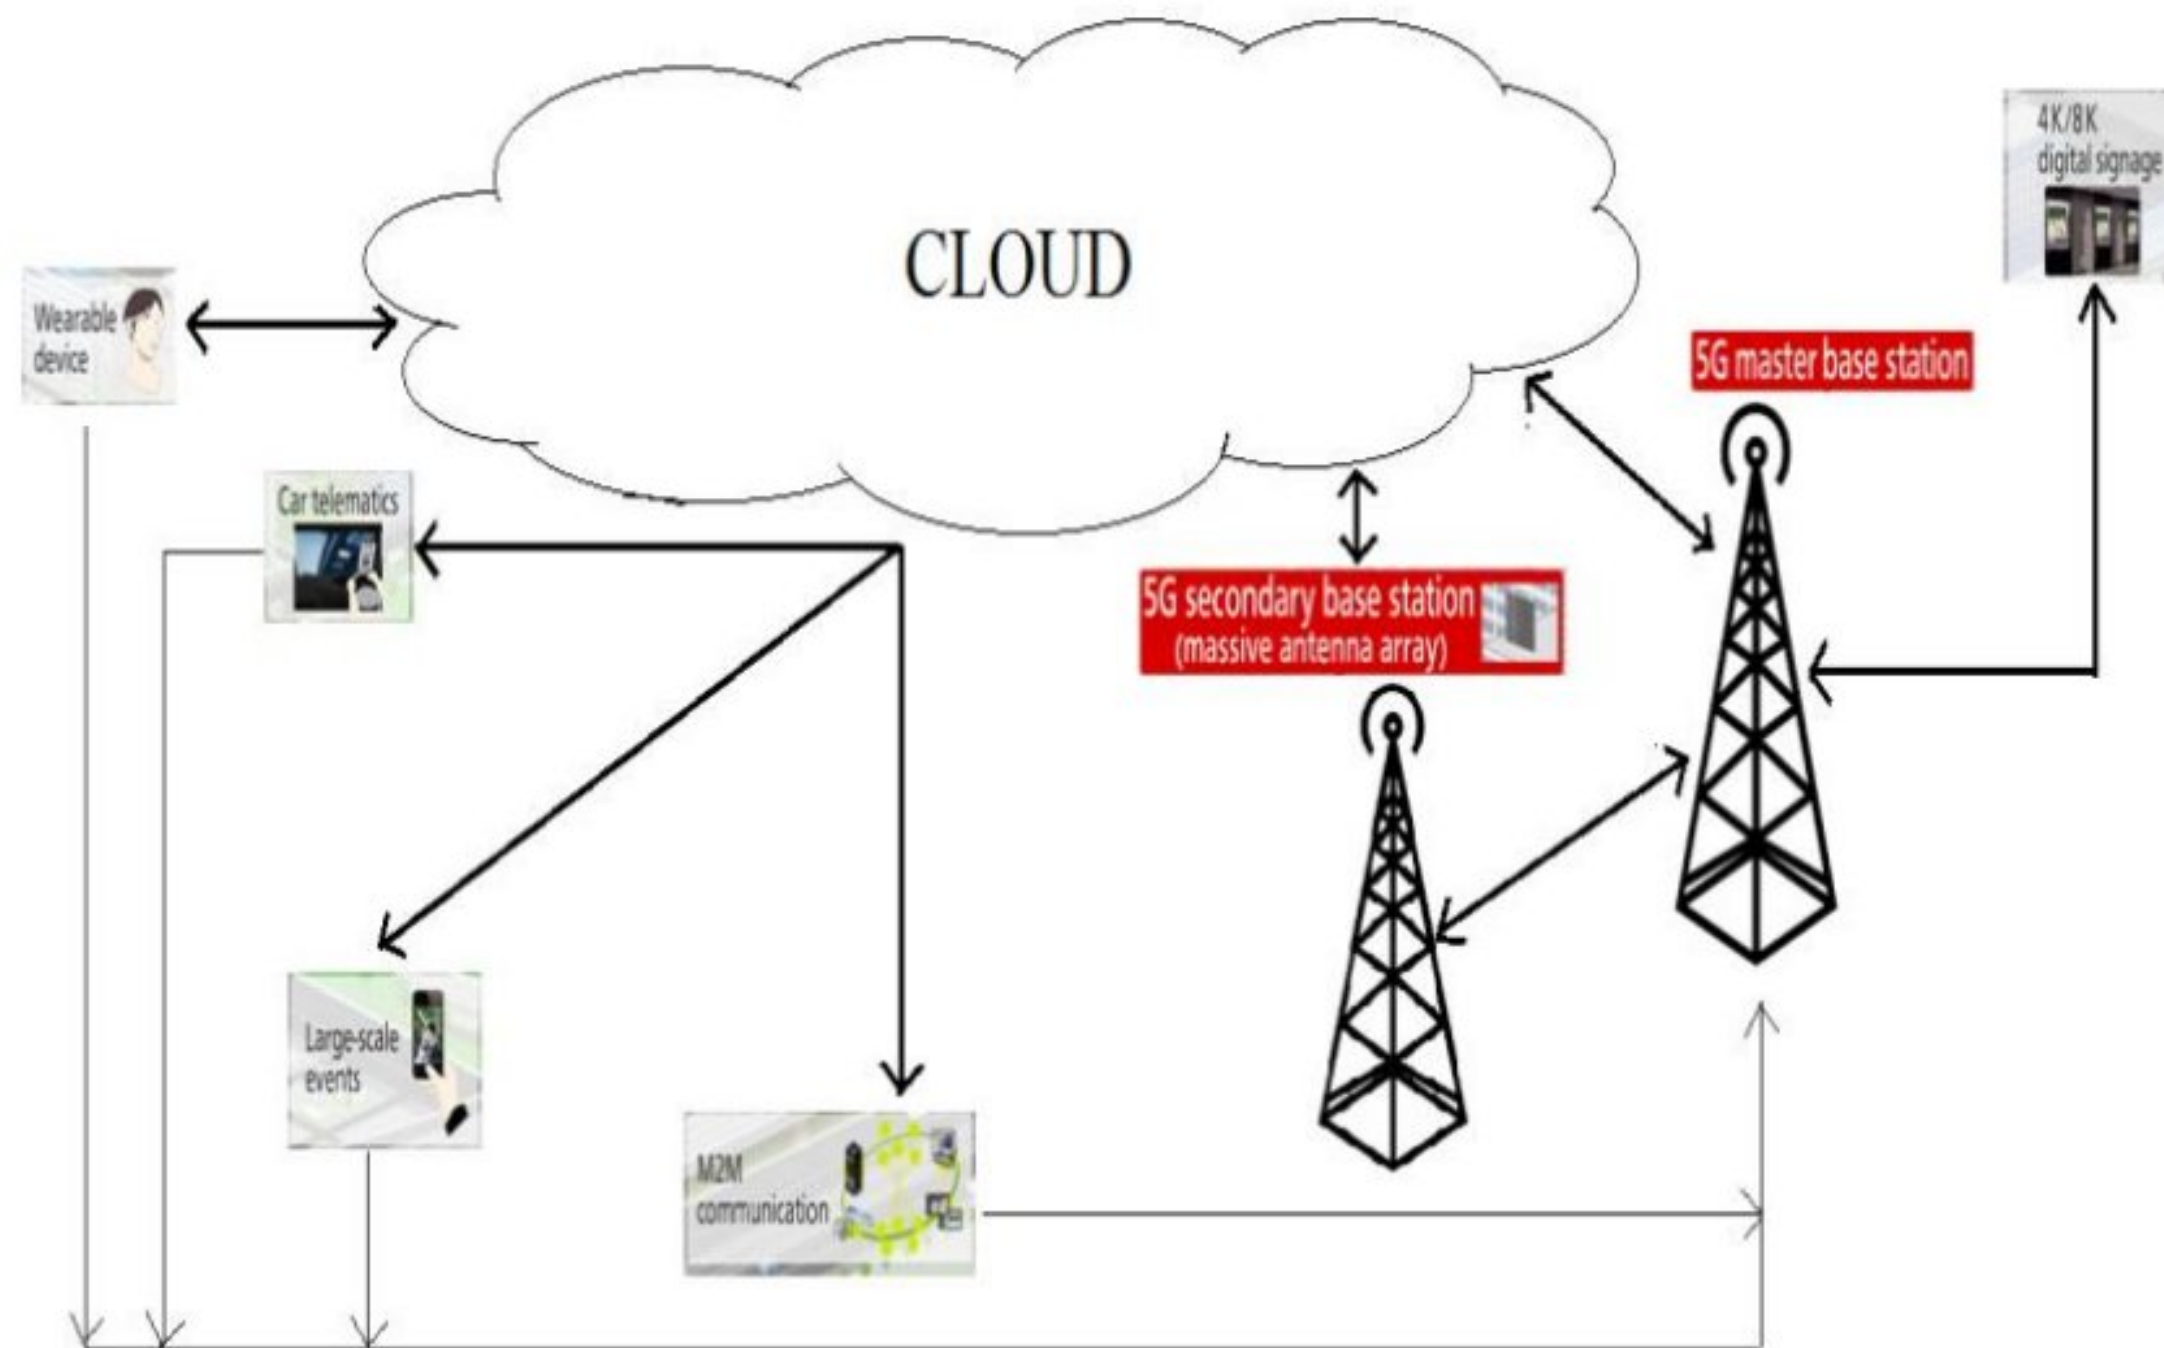 CLOUD
4K/8K
digital signage
Wearable
device
5G master base station
Car telematics
5G secondary base station
(massive antenna array)
Large-scale
events
M2M
communication